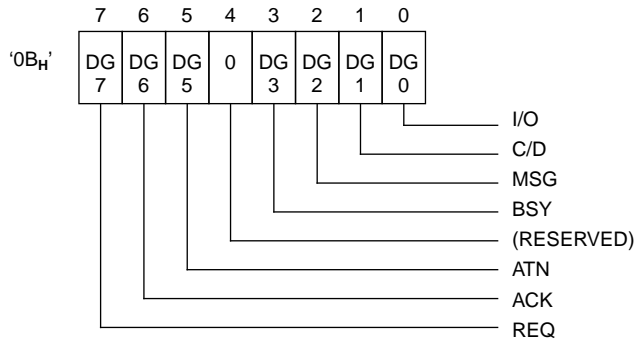 7 6 5 4 3 2 1 0
‘0BH’ DG 7 DG 6 DG 5 0 DG 3 DG 2 DG 1 DG 0
I/O
C/D
MSG
BSY
(RESERVED)
ATN
ACK
REQ